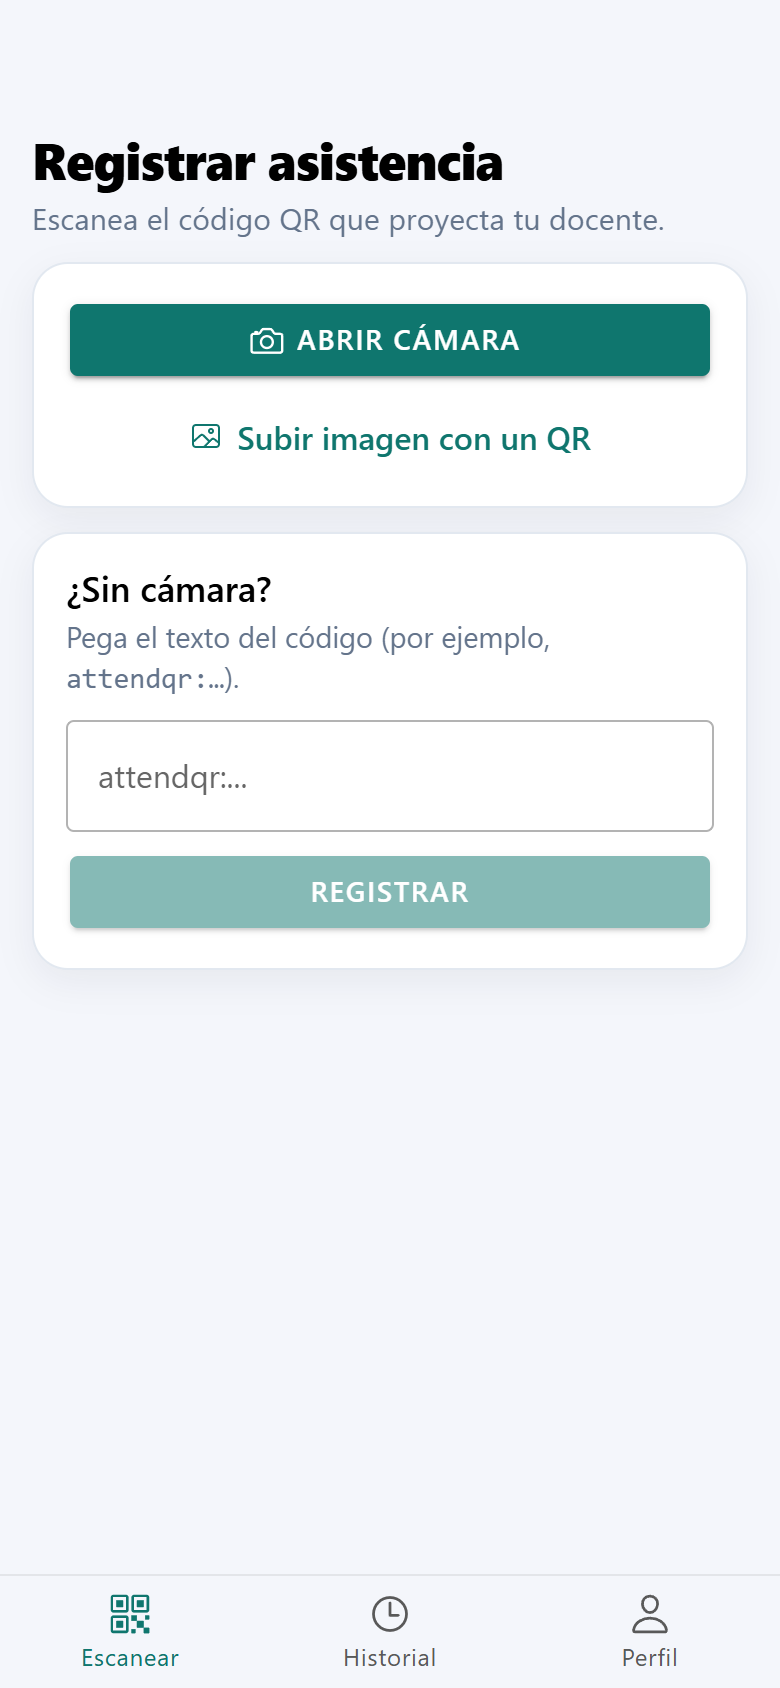 Registrar asistencia
Escanea el código QR que proyecta tu docente.
ABRIR CÁMARA
Subir imagen con un QR
¿Sin cámara?
Pega el texto del código (por ejemplo,
attendqr:…).
attendqr:...
REGISTRAR
Escanear
Historial
Perfil